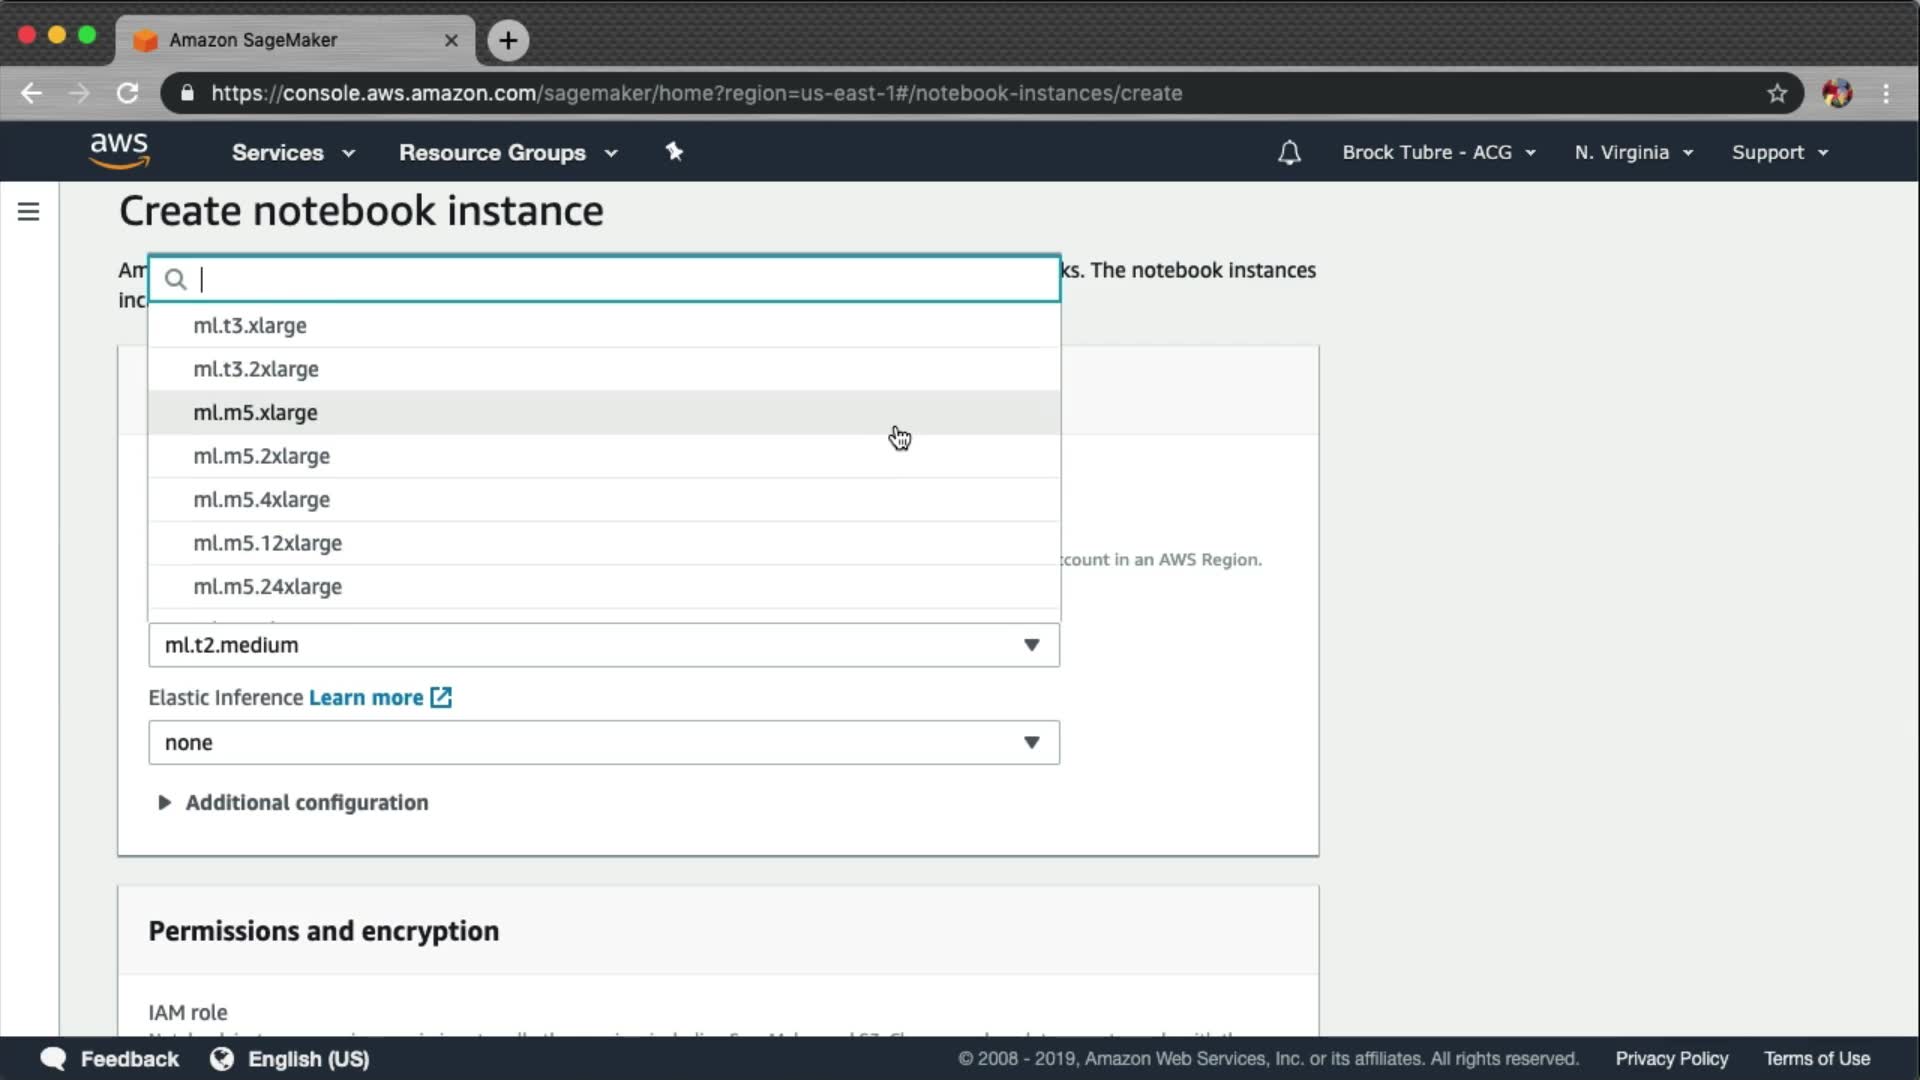 Amazon SageMaker
https://console.aws.amazon.com/sagemaker/home?region=us-east-1#/notebook-instances/create
aws
Services
Resource Groups
Brock Tubre - ACG
N. Virginia
Support
Create notebook instance
Am
ks. The notebook instances
inc
ml.t3.xlarge
ml.t3.2xlarge
ml.m5.xlarge
ml.m5.2xlarge
ml.m5.4xlarge
ml.m5.12xlarge
count in an AWS Region.
ml.m5.24xlarge
ml.t2.medium
Elastic Inference Learn more
none
Additional configuration
Permissions and encryption
IAM role
Feedback
English (US)
© 2008 - 2019, Amazon Web Services, Inc. or its affiliates. All rights reserved.
Privacy Policy
Terms of Use